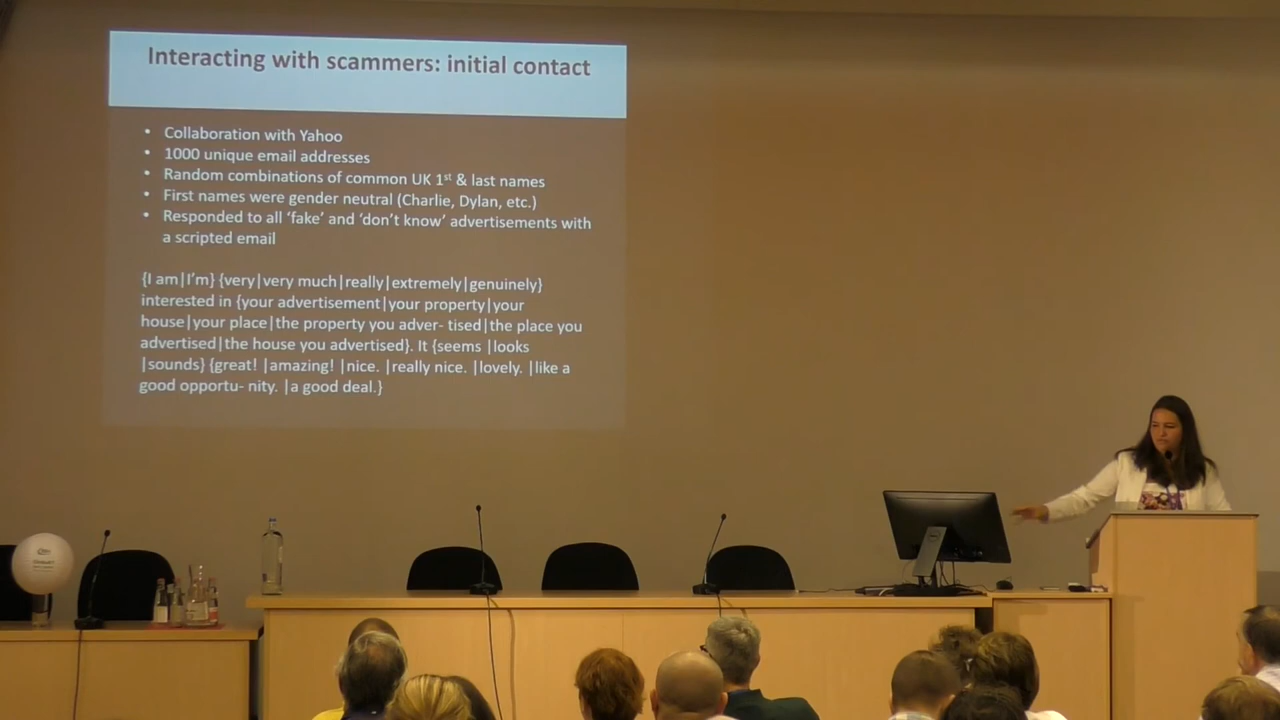 Interacting with scammers: initial contact
• Collaboration with Yahoo
• 1000 unique email addresses
• Random combinations of common UK 1st & last names
• First names were gender neutral (Charlie, Dylan, etc.)
• Responded to all ‘fake’ and ‘don’t know’ advertisements with
a scripted email
{I am|I’m} {very|very much|really|extremely|genuinely}
interested in {your advertisement|your property|your
house|your place|the property you adver- tised|the place you
advertised|the house you advertised}. It {seems |looks
|sounds} {great! |amazing! |nice. |really nice. |lovely. |like a
good opportu- nity. |a good deal.}